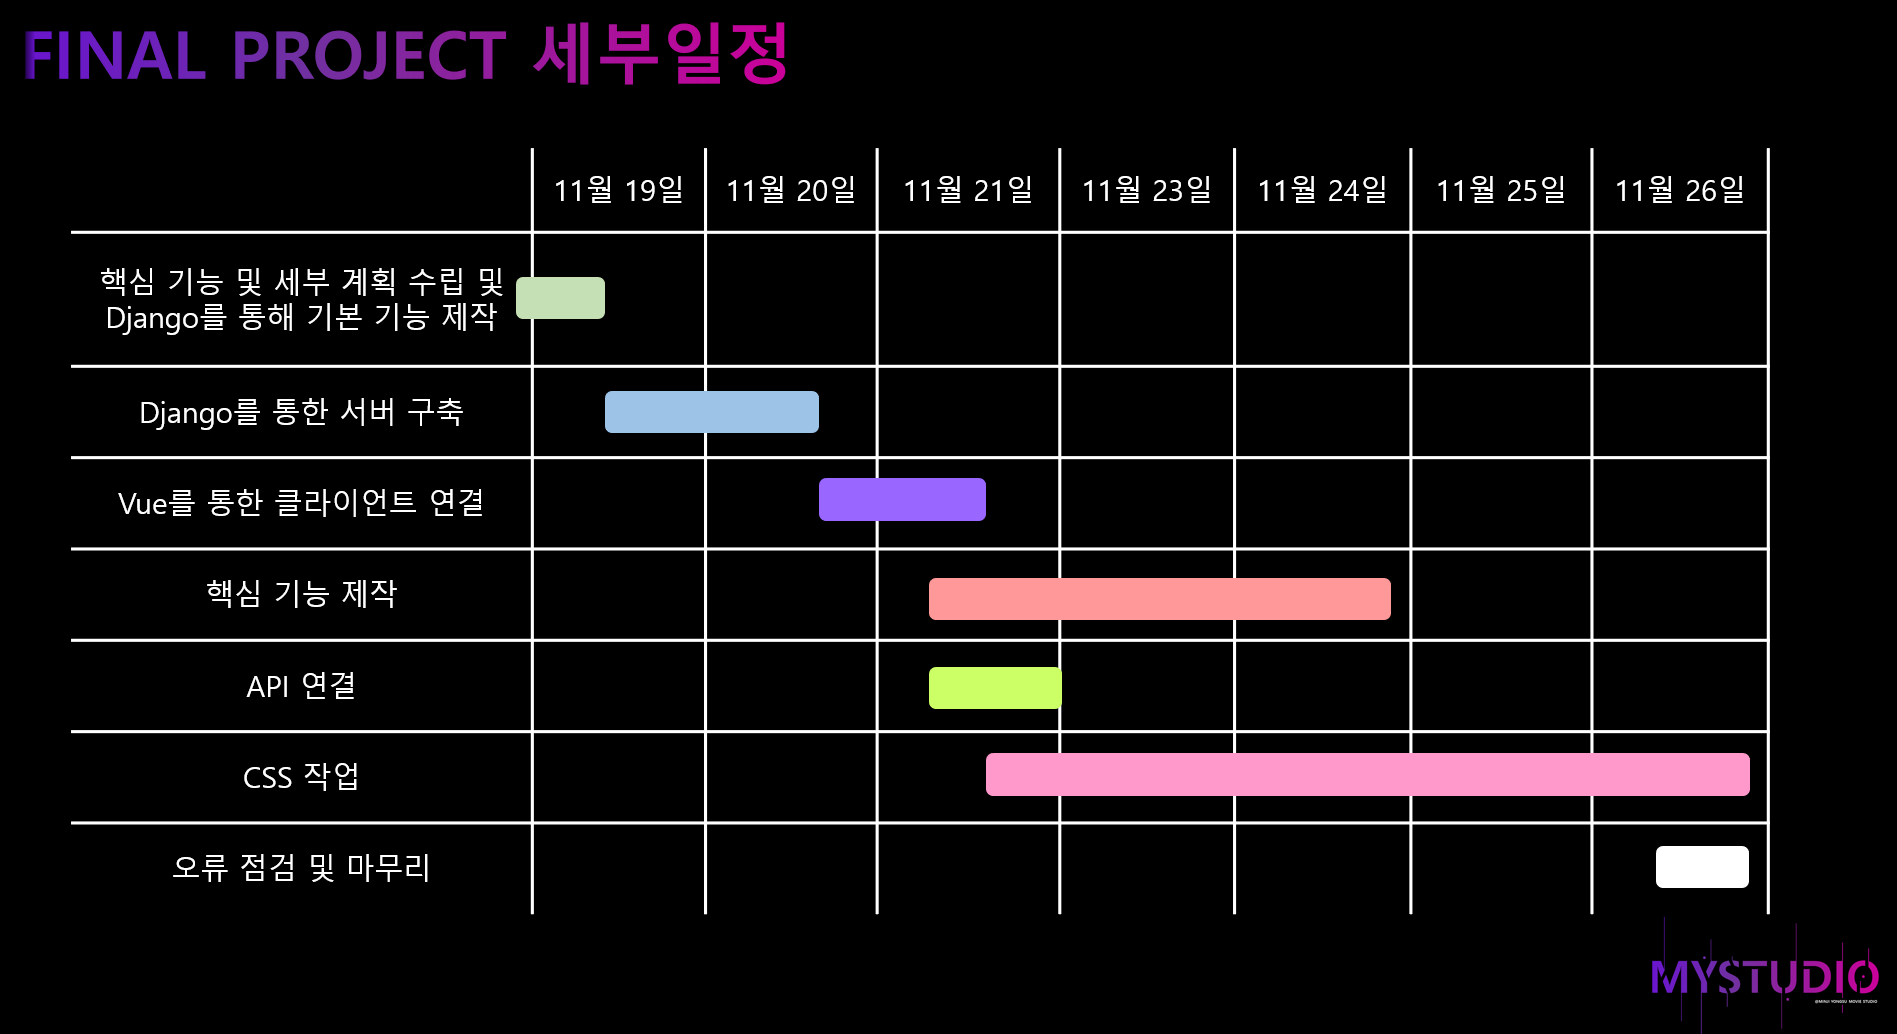 FINAL PROJECT 세부일정
11월 19일 11월 20일 11월 21일 11월 23일 11월 24일 11월 25일 11월 26일
핵심 기능 및 세부 계획 수립 및
Django를 통해 기본 기능 제작
Django를 통한 서버 구축
Vue를 통한 클라이언트 연결
핵심 기능 제작
API 연결
CSS 작업
오류 점검 및 마무리
MYSTUDIO
@MINJI YONGSU MOVIE STUDIO